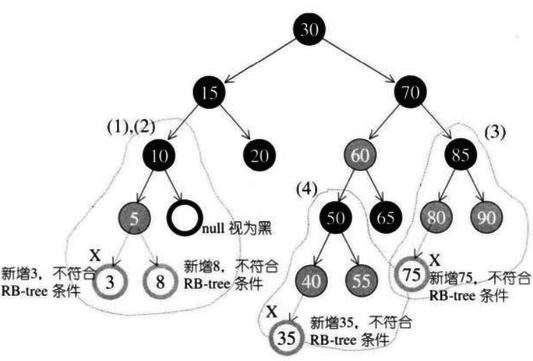 30
15
70
(1),(2)
(3)
10
20
60
85
(4)
5
null 视为黑
50
65
80
90
X
新增3，不符合
RB-tree 条件
3
8
新增8，不符合
RB-tree 条件
40
55
X
75
新增75，不符合
RB-tree 条件
X
35
新增35，不符合
RB-tree 条件